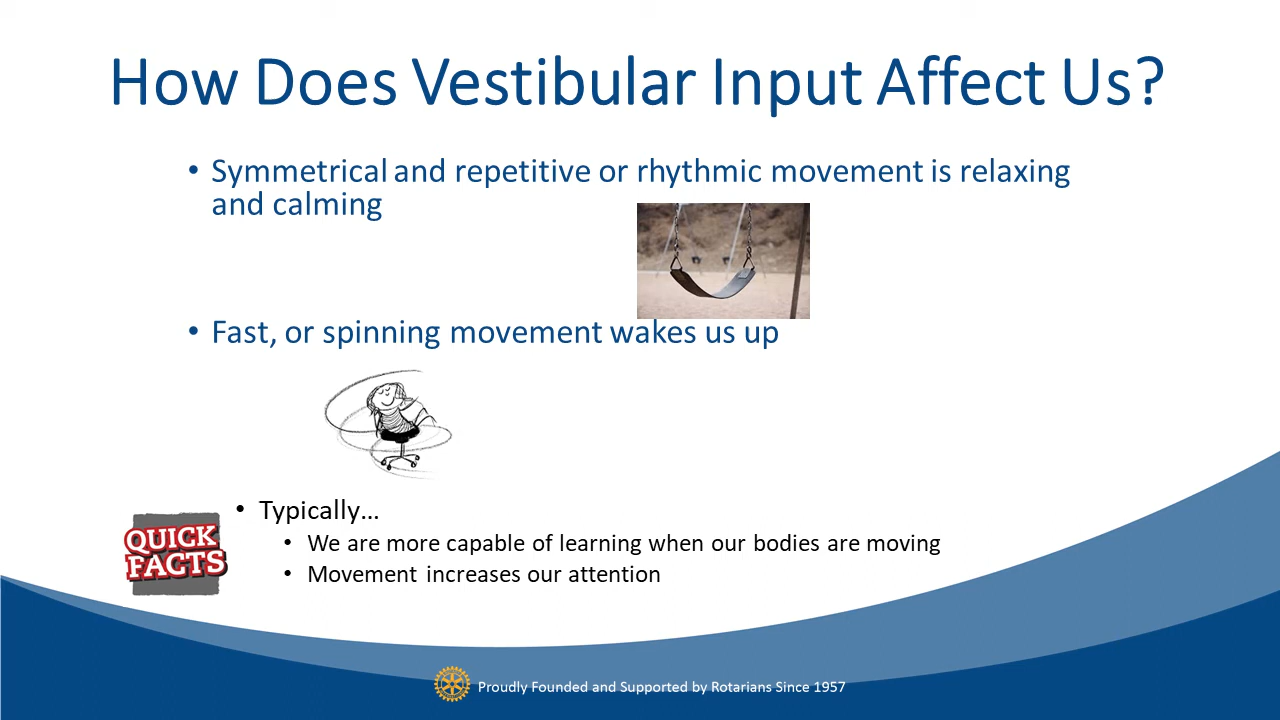 How Does Vestibular Input Affect Us?
• Symmetrical and repetitive or rhythmic movement is relaxing
and calming
• Fast, or spinning movement wakes us up
• Typically…
• We are more capable of learning when our bodies are moving
• Movement increases our attention
QUICK
FACTS
Proudly Founded and Supported by Rotarians Since 1957